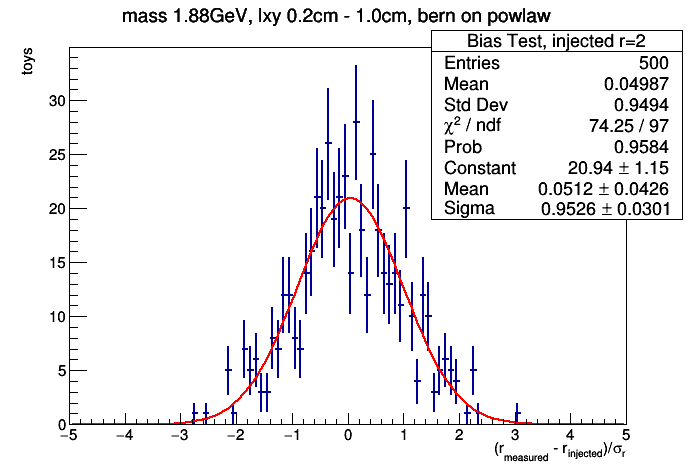 mass 1.88GeV, lxy 0.2cm - 1.0cm, bern on powlaw
Bias Test, injected r=2
Entries 500
Mean 0.04987
Std Dev 0.9494
χ² / ndf 74.25 / 97
Prob 0.9584
Constant 20.94 ± 1.15
Mean 0.0512 ± 0.0426
Sigma 0.9526 ± 0.0301
toys
30
25
20
15
10
5
0
−5 −4 −3 −2 −1 0 1 2 3 4 5
(r_measured - r_injected)/σ_r